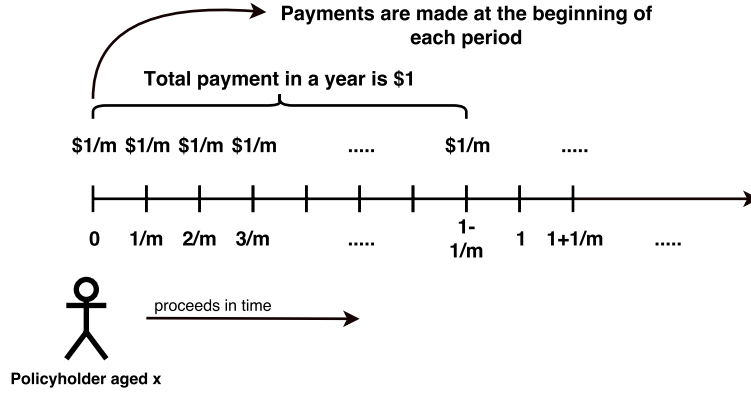 Payments are made at the beginning of
each period
Total payment in a year is $1
$1/m $1/m $1/m $1/m ..... $1/m .....
0 1/m 2/m 3/m ..... 1-
1/m 1 1+1/m .....
proceeds in time
Policyholder aged x